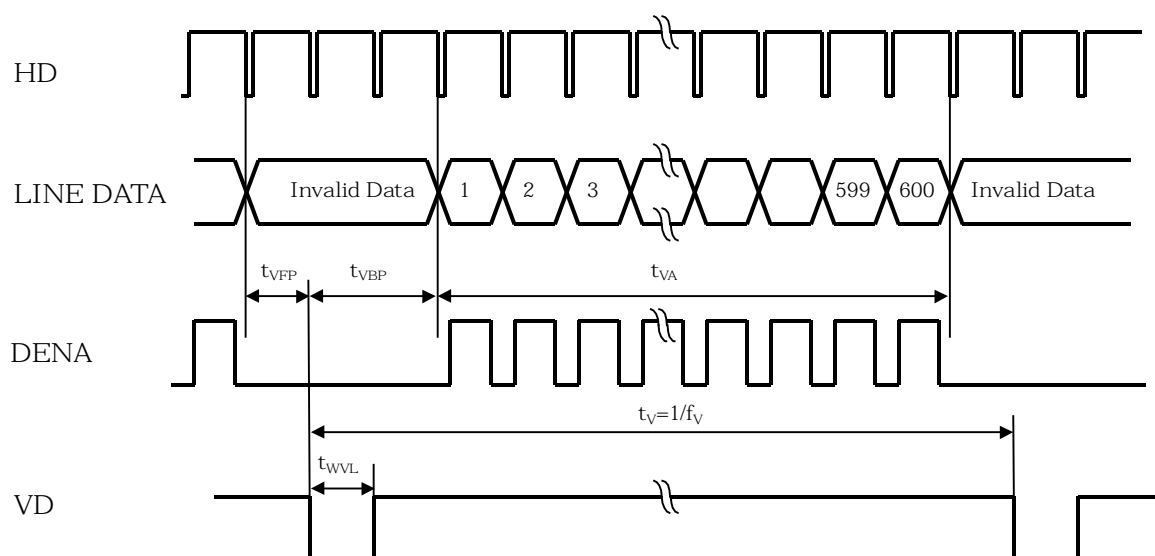 HD
LINE DATA
Invalid Data
1
2
3
599
600
Invalid Data
tVFP
tVBP
tVA
DENA
tV=1/fV
tWVL
VD